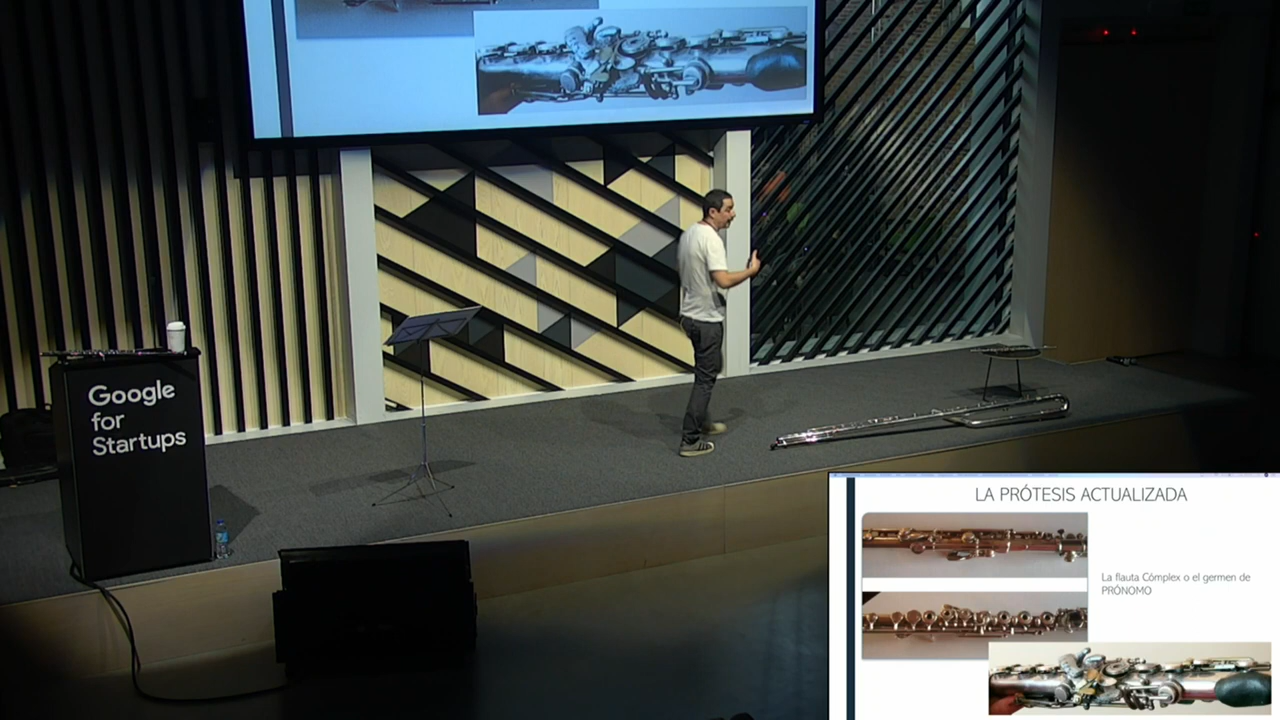 Google
for
Startups
LA PRÓTESIS ACTUALIZADA
La flauta Cómplex o el germen de
PRÓNOMO